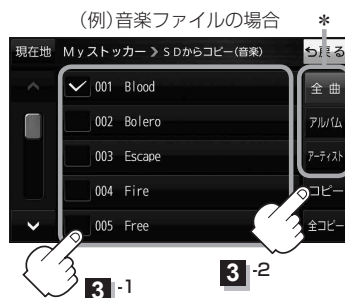 (例)音楽ファイルの場合 *
現在地 Myストッカー 》SDからコピー(音楽) 戻る
001 Blood 全曲
002 Bolero アルバム
003 Escape アーティスト
004 Fire コピー
005 Free 全コピー
3 -1 3 -2